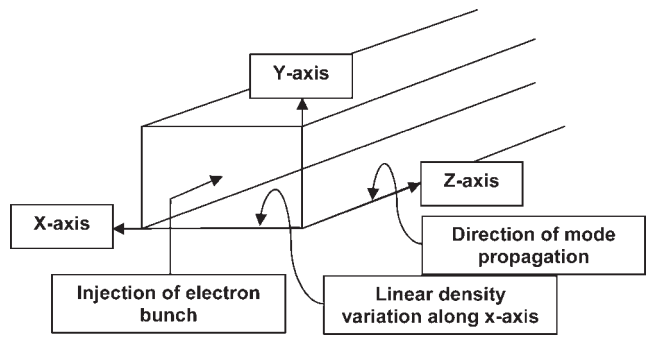 Y-axis
Z-axis
X-axis
Direction of mode
propagation
Injection of electron
bunch
Linear density
variation along x-axis